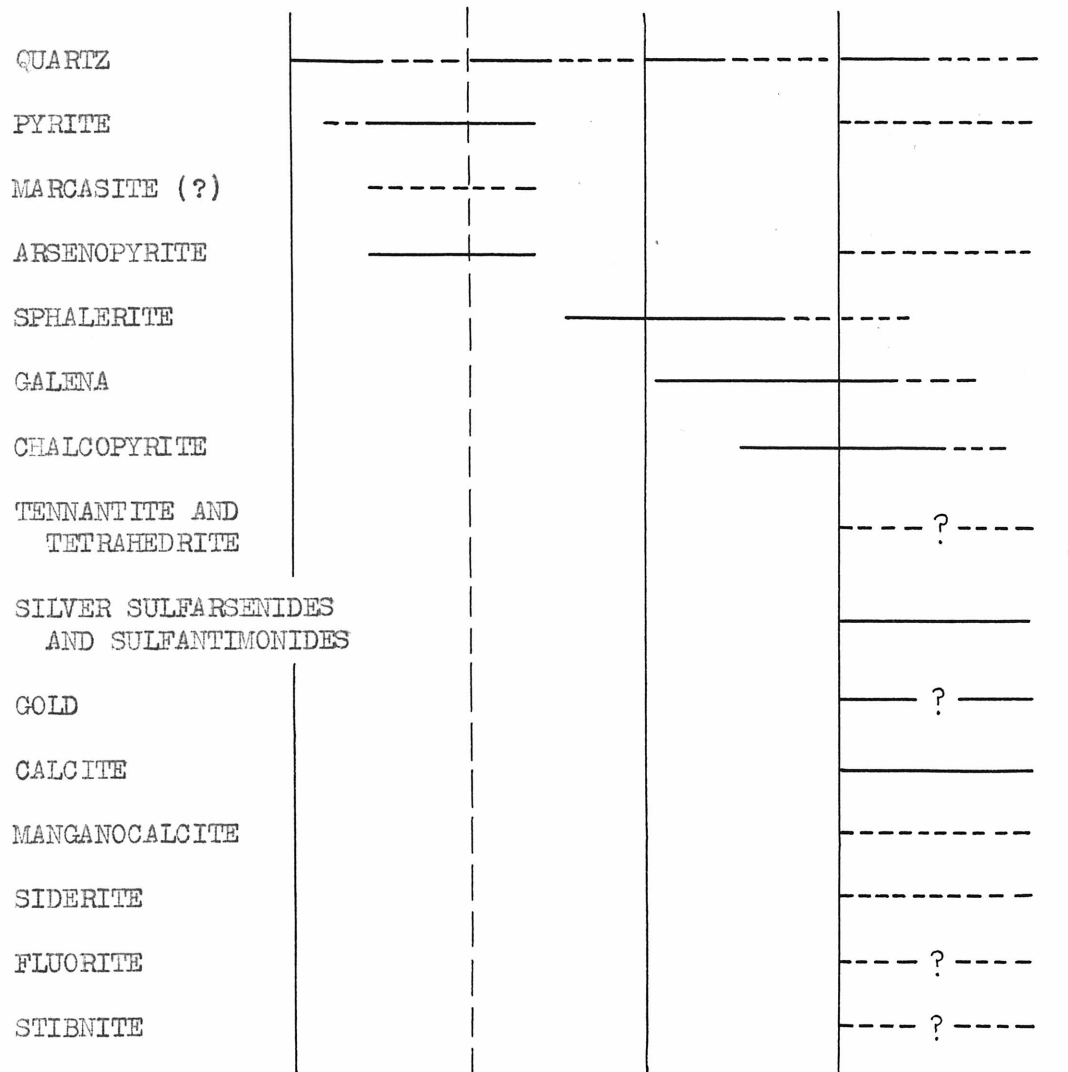 QUARTZ
PYRITE
MARCASITE (?)
ARSENOPYRITE
SPHALERITE
GALENA
CHALCOPYRITE
TENNANTITE AND
TETRAHEDRITE
?
SILVER SULFARSENIDES
AND SULFANTIMONIDES
GOLD
?
CALCITE
MANGANOCALCITE
SIDERITE
FLUORITE
?
STIBNITE
?